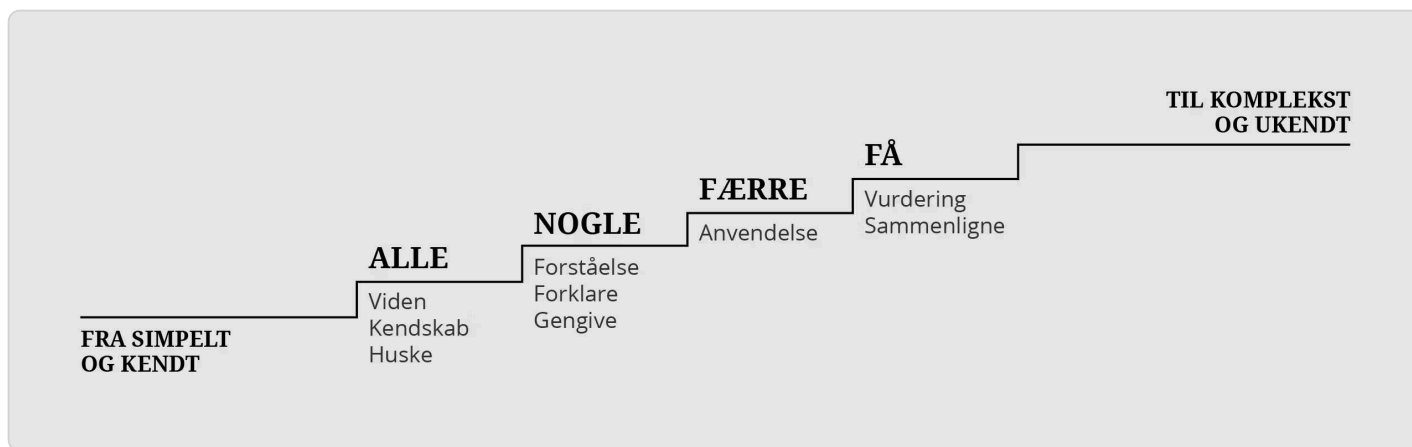 FRA SIMPELT
OG KENDT
ALLE
Viden
Kendskab
Huske
NOGLE
Forståelse
Forklare
Gengive
FÆRRE
Anvendelse
FÅ
Vurdering
Sammenligne
TIL KOMPLEKST
OG UKENDT